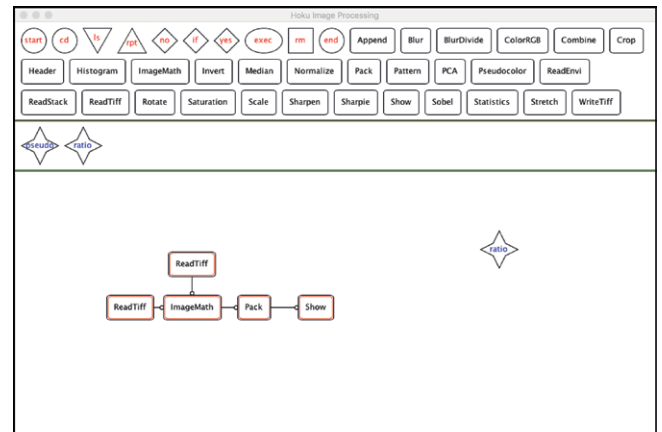 Hoku Image Processing
start cd ls rpt no if yes exec rm end Append Blur BlurDivide ColorRGB Combine Crop
Header Histogram ImageMath Invert Median Normalize Pack Pattern PCA Pseudocolor ReadEnvi
ReadStack ReadTiff Rotate Saturation Scale Sharpen Sharpie Show Sobel Statistics Stretch WriteTiff
pseudo ratio
ratio
ReadTiff
ReadTiff ImageMath Pack Show